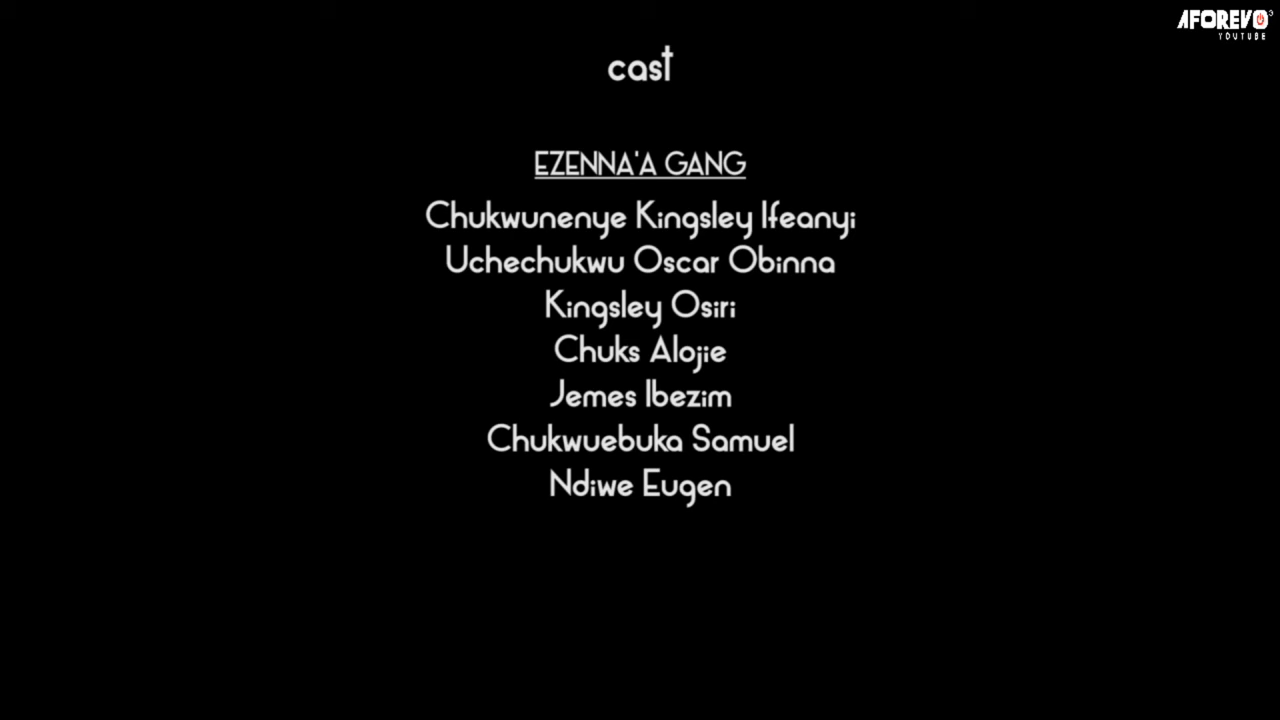 AFOREVO
YOUTUBE
cast
EZENNA'A GANG
Chukwunenye Kingsley Ifeanyi
Uchechukwu Oscar Obinna
Kingsley Osiri
Chuks Alojie
Jemes Ibezim
Chukwuebuka Samuel
Ndiwe Eugen